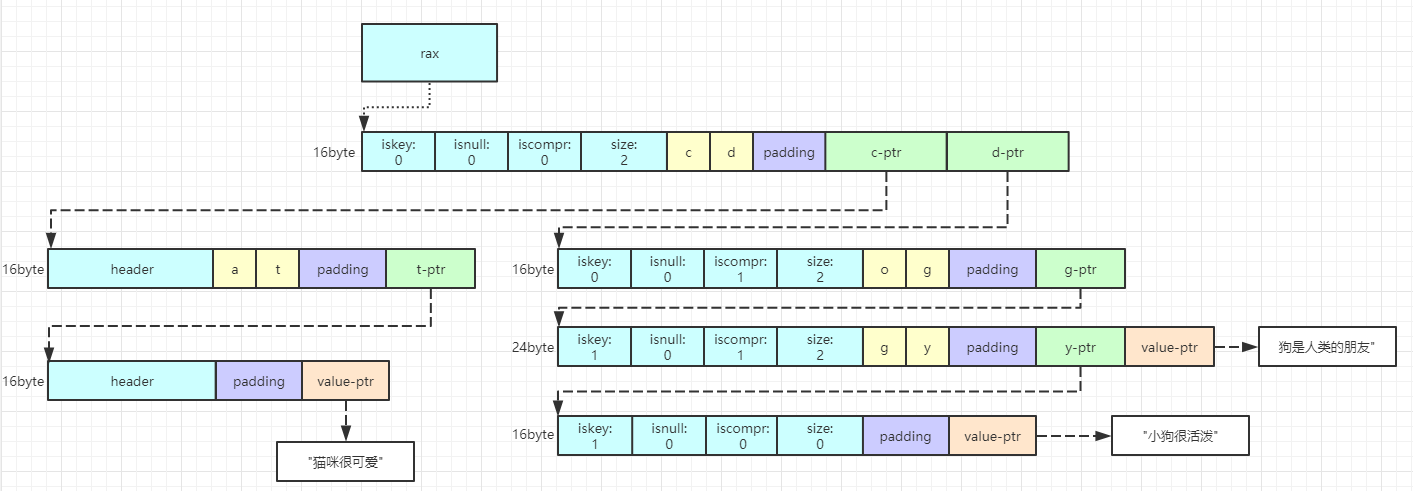 rax
16byte
iskey:
0
isnull:
0
iscompr:
0
size:
2
c
d
padding
c-ptr
d-ptr
16byte
header
a
t
padding
t-ptr
16byte
iskey:
0
isnull:
0
iscompr:
1
size:
2
o
g
padding
g-ptr
24byte
iskey:
1
isnull:
0
iscompr:
1
size:
2
g
y
padding
y-ptr
value-ptr
狗是人类的朋友"
16byte
header
padding
value-ptr
16byte
iskey:
1
isnull:
0
iscompr:
0
size:
0
padding
value-ptr
"小狗很活泼"
"猫咪很可爱"